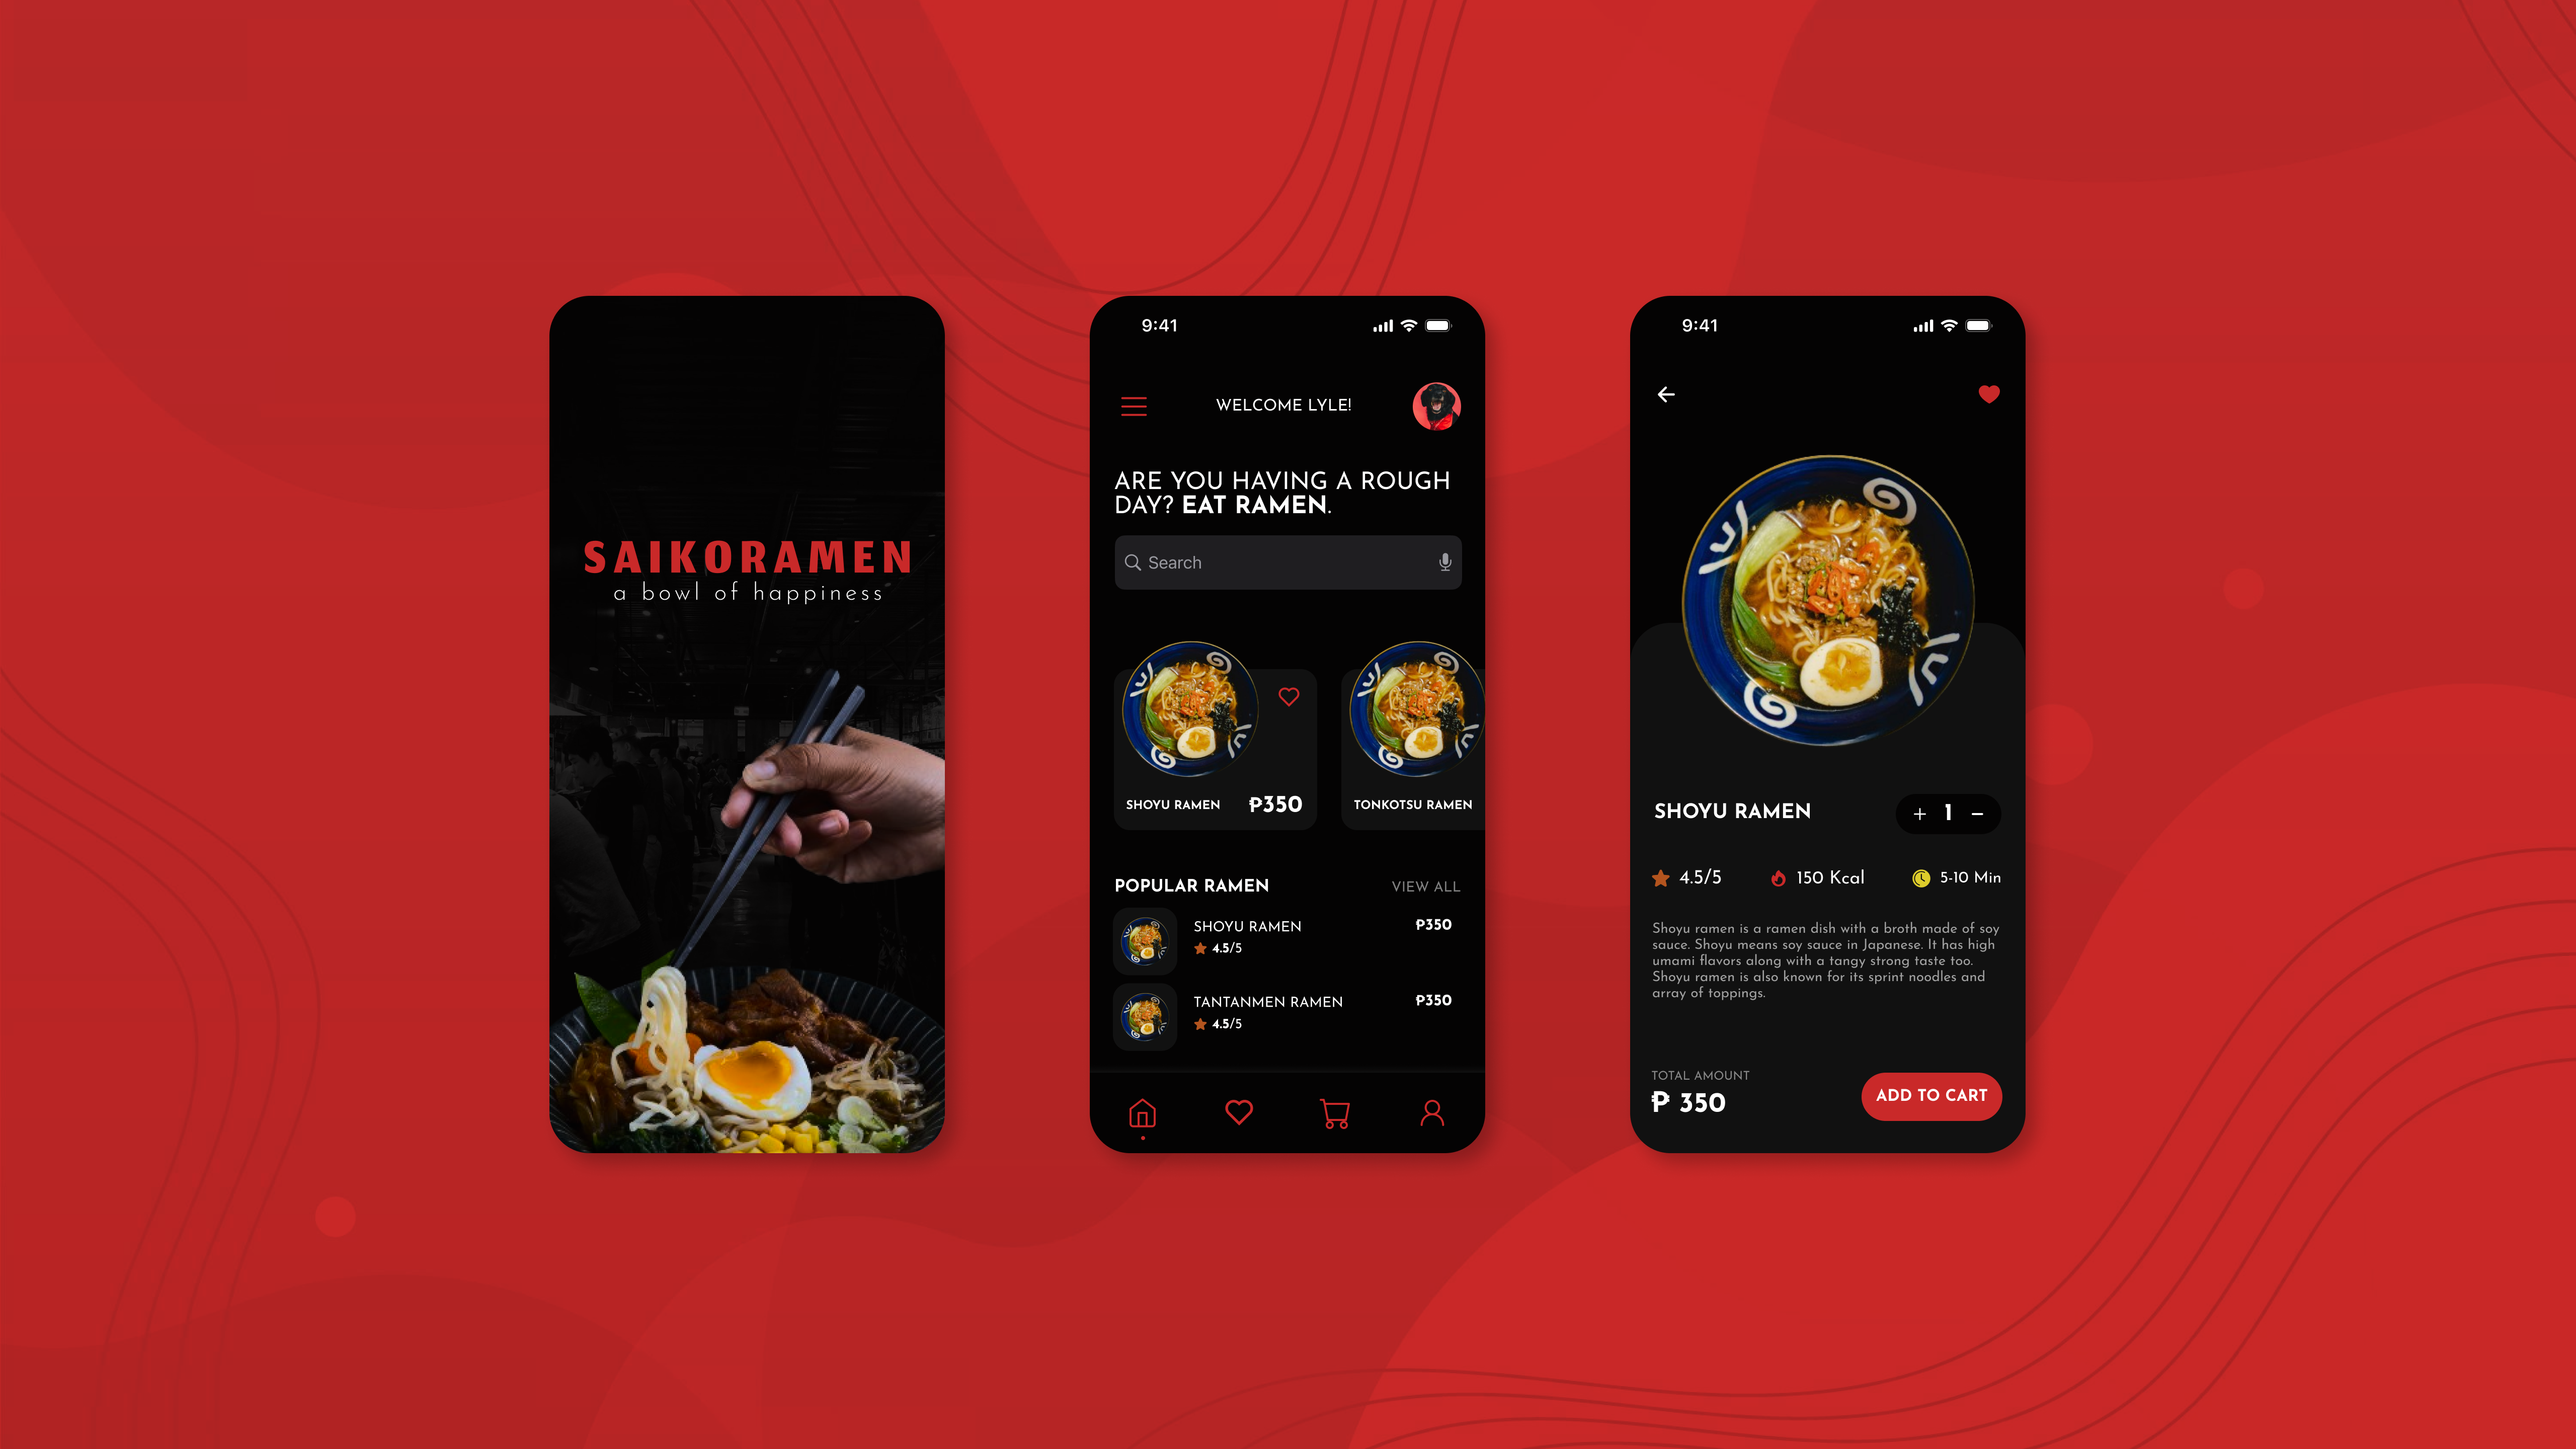 SAIKORAMEN
a bowl of happiness
9:41
WELCOME LYLE!
ARE YOU HAVING A ROUGH
DAY? EAT RAMEN.
Search
SHOYU RAMEN ₱350
TONKOTSU RAMEN
POPULAR RAMEN VIEW ALL
SHOYU RAMEN ₱350
4.5/5
TANTANMEN RAMEN ₱350
4.5/5
9:41
SHOYU RAMEN + 1 −
4.5/5 150 Kcal 5-10 Min
Shoyu ramen is a ramen dish with a broth made of soy
sauce. Shoyu means soy sauce in Japanese. It has high
umami flavors along with a tangy strong taste too.
Shoyu ramen is also known for its sprint noodles and
array of toppings.
TOTAL AMOUNT
₱ 350
ADD TO CART